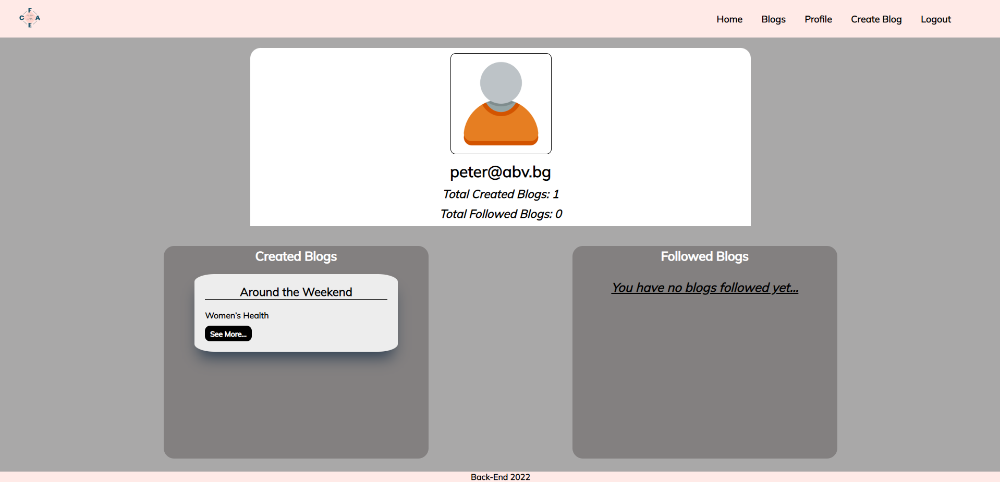 F
C A
E
Home Blogs Profile Create Blog Logout
peter@abv.bg
Total Created Blogs: 1
Total Followed Blogs: 0
Created Blogs
Around the Weekend
Women's Health
See More...
Followed Blogs
You have no blogs followed yet...
Back-End 2022